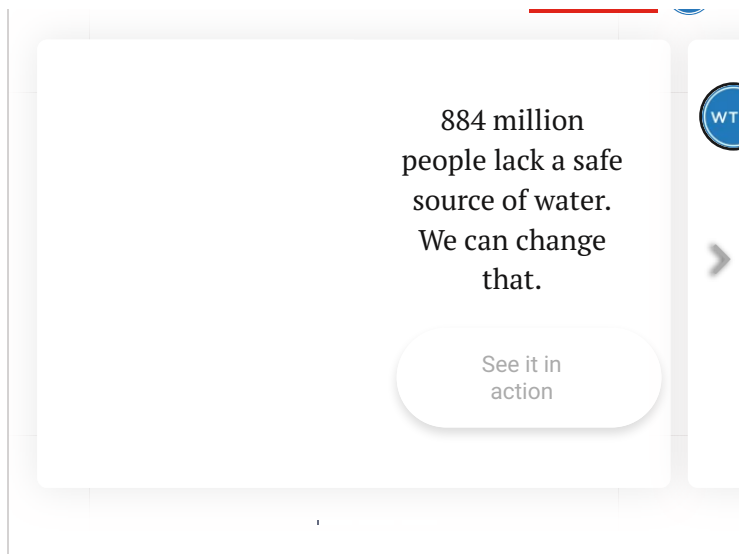 884 million
people lack a safe
source of water.
We can change
that.
WT
See it in
action